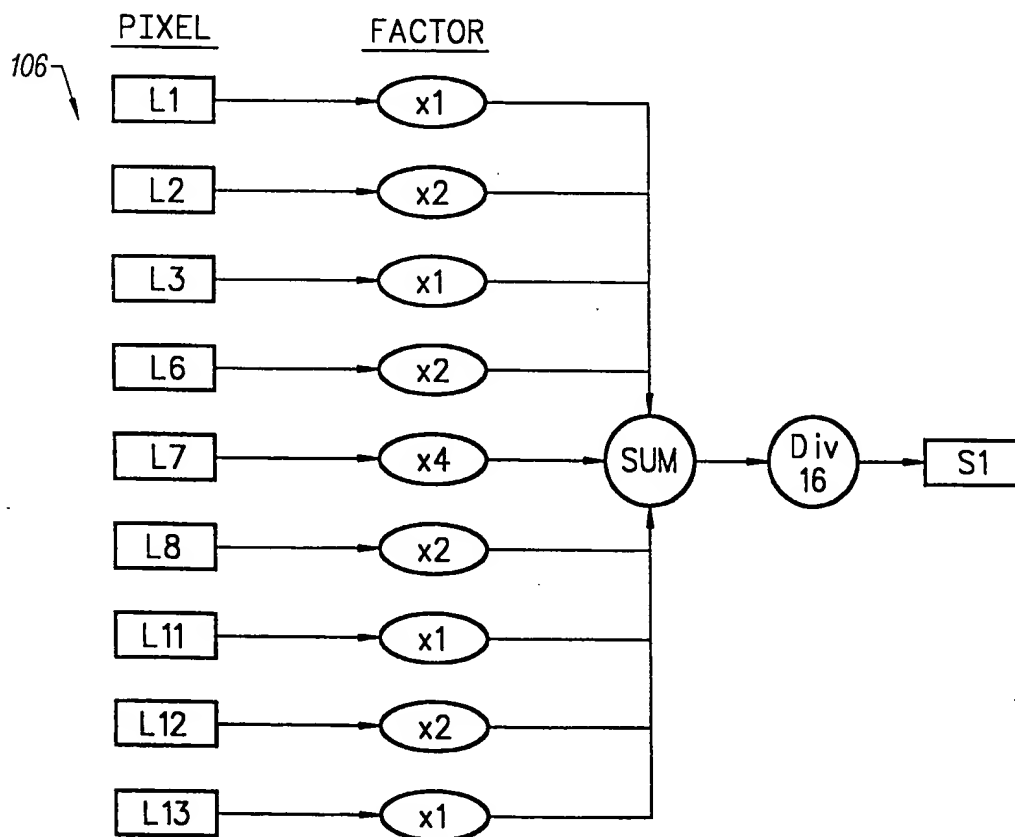 PIXEL FACTOR
106
L1 x1
L2 x2
L3 x1
L6 x2
L7 x4 SUM Div 16 S1
L8 x2
L11 x1
L12 x2
L13 x1